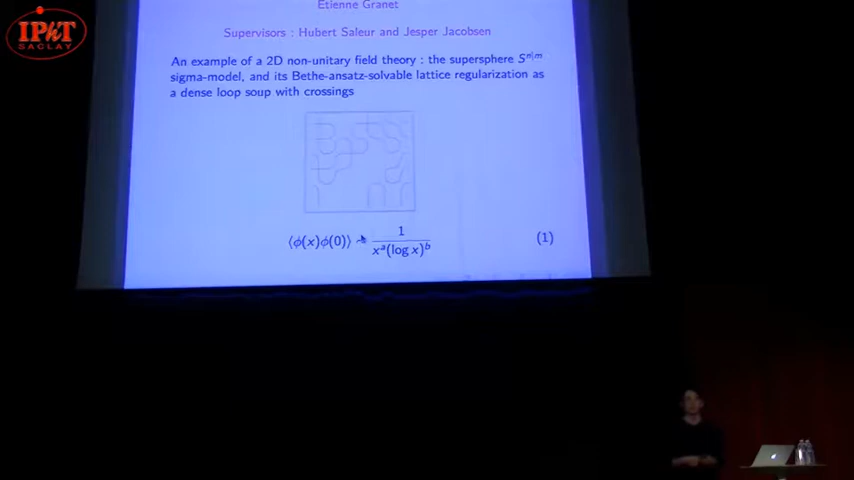 IPhT
SACLAY
Etienne Granet
Supervisors : Hubert Saleur and Jesper Jacobsen
An example of a 2D non-unitary field theory : the supersphere S^{n|m}
sigma-model, and its Bethe-ansatz-solvable lattice regularization as
a dense loop soup with crossings
⟨ϕ(x)ϕ(0)⟩ ~ 1 / x^a(log x)^b (1)